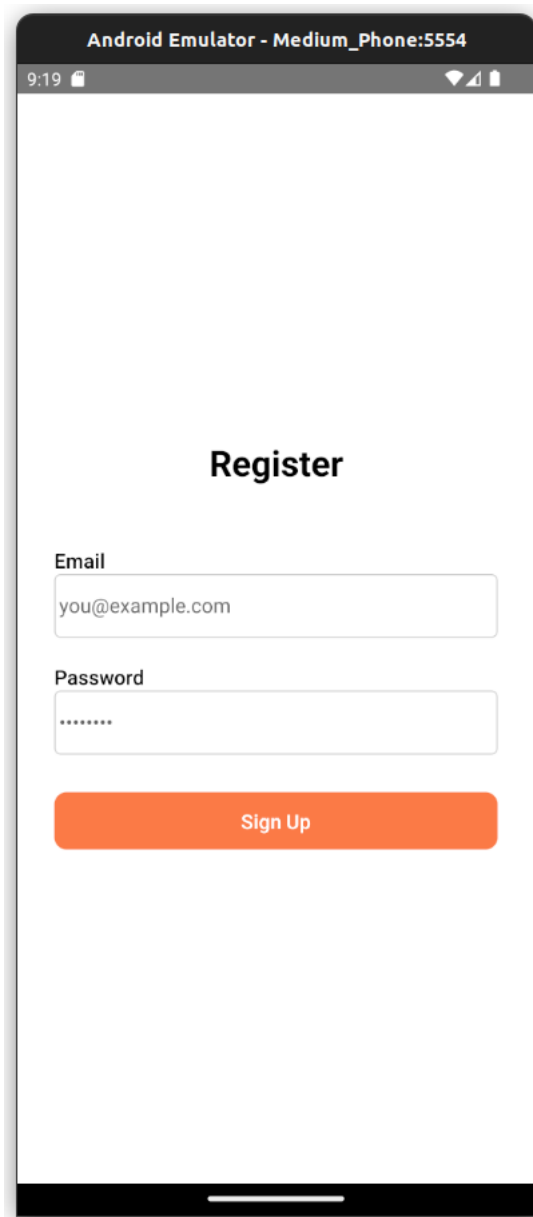 Android Emulator - Medium_Phone:5554
9:19
Register
Email
you@example.com
Password
••••••••
Sign Up